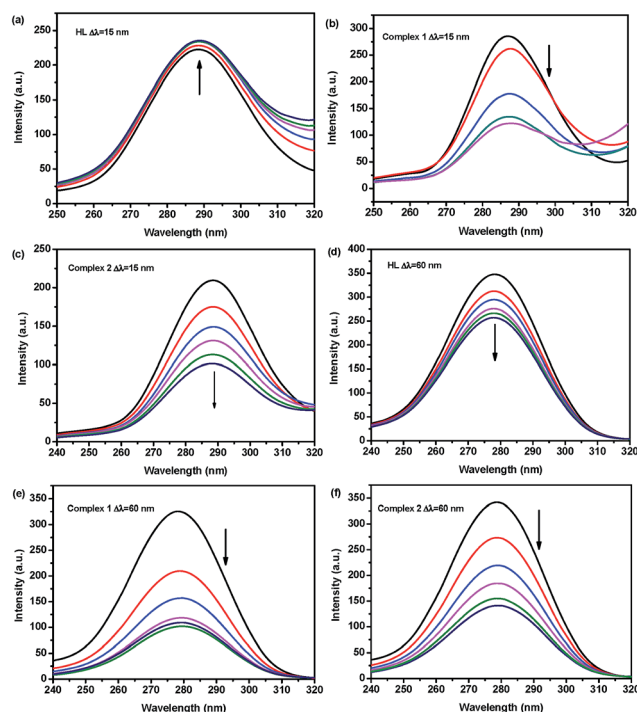 (a)
HL Δλ=15 nm
Intensity (a.u.)
250
200
150
100
50
0
250 260 270 280 290 300 310 320
Wavelength (nm)
(b)
Complex 1 Δλ=15 nm
Intensity (a.u.)
350
300
250
200
150
100
50
0
250 260 270 280 290 300 310 320
Wavelength (nm)
(c)
Complex 2 Δλ=15 nm
Intensity (a.u.)
250
200
150
100
50
0
240 250 260 270 280 290 300 310 320
Wavelength (nm)
(d)
HL Δλ=60 nm
Intensity (a.u.)
400
350
300
250
200
150
100
50
0
240 250 260 270 280 290 300 310 320
Wavelength (nm)
(e)
Complex 1 Δλ=60 nm
Intensity (a.u.)
350
300
250
200
150
100
50
0
240 250 260 270 280 290 300 310 320
Wavelength (nm)
(f)
Complex 2 Δλ=60 nm
Intensity (a.u.)
350
300
250
200
150
100
50
0
240 250 260 270 280 290 300 310 320
Wavelength (nm)